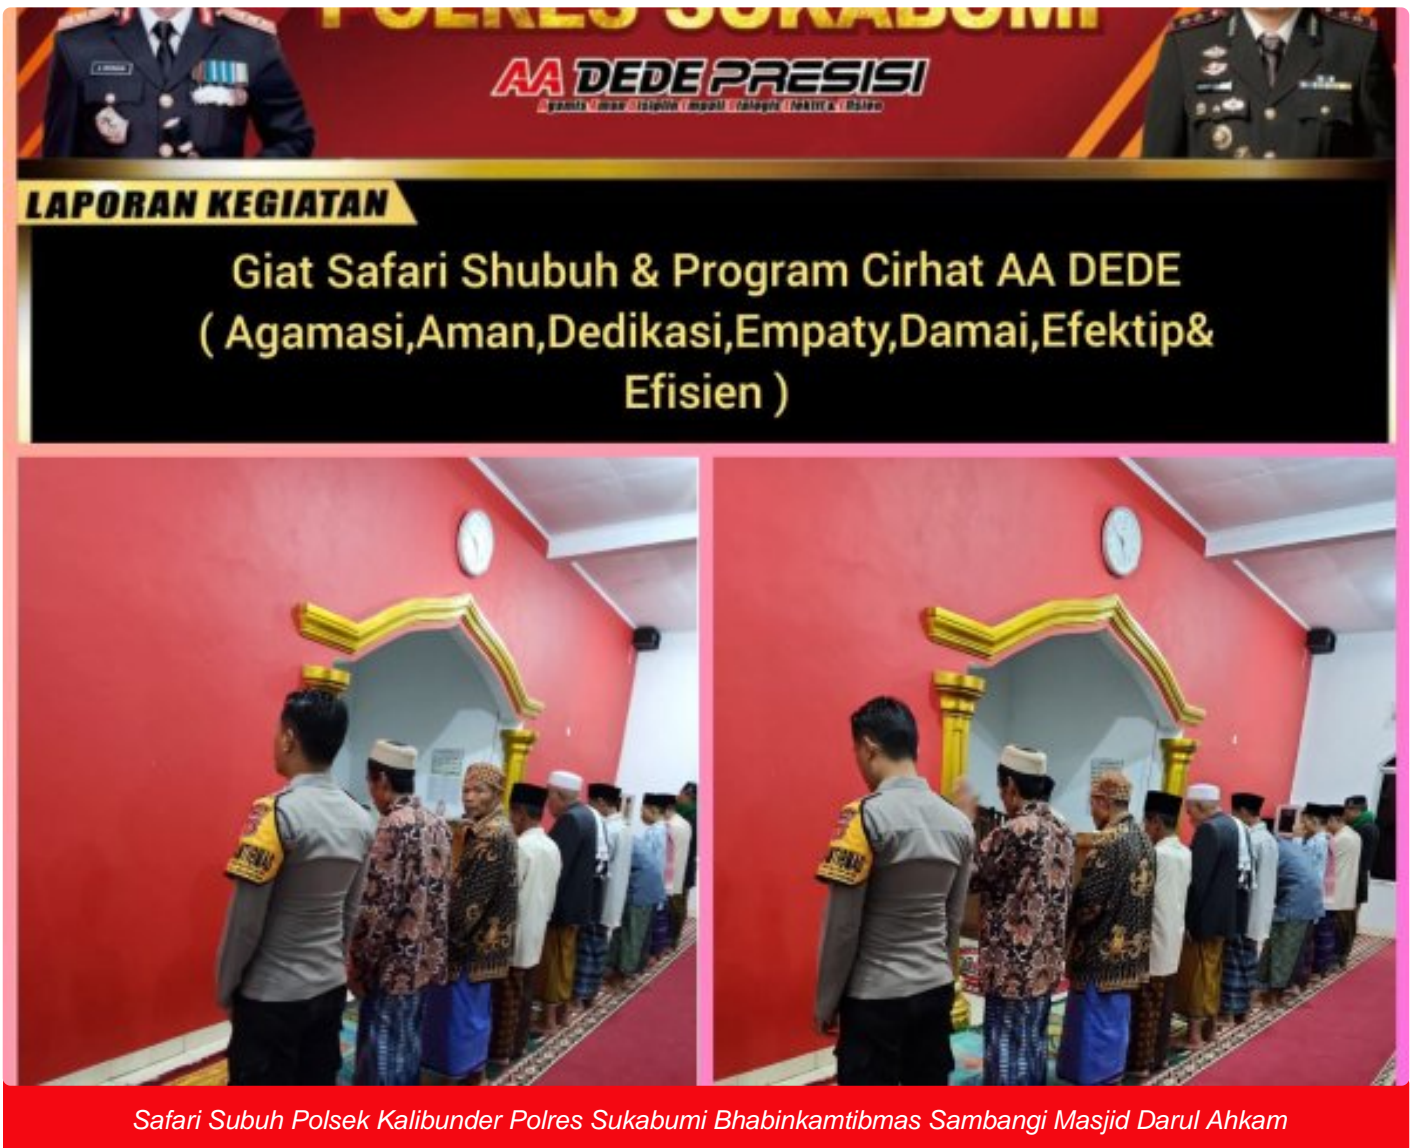 POLRES SUKABUMI
AA DEDE PRESISI
LAPORAN KEGIATAN
Giat Safari Shubuh & Program Cirhat AA DEDE
( Agamasi,Aman,Dedikasi,Empaty,Damai,Efektip&
Efisien )
Safari Subuh Polsek Kalibunder Polres Sukabumi Bhabinkamtibmas Sambangi Masjid Darul Ahkam